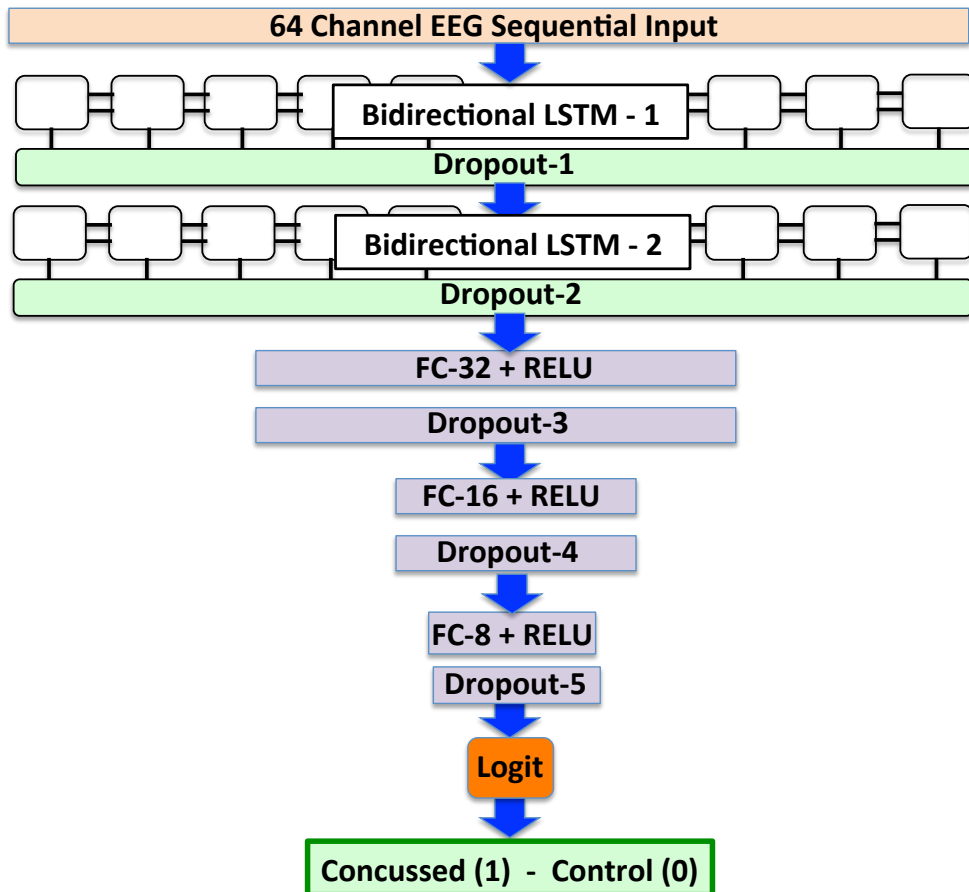 64 Channel EEG Sequential Input
Bidirectional LSTM - 1
Dropout-1
Bidirectional LSTM - 2
Dropout-2
FC-32 + RELU
Dropout-3
FC-16 + RELU
Dropout-4
FC-8 + RELU
Dropout-5
Logit
Concussed (1) - Control (0)